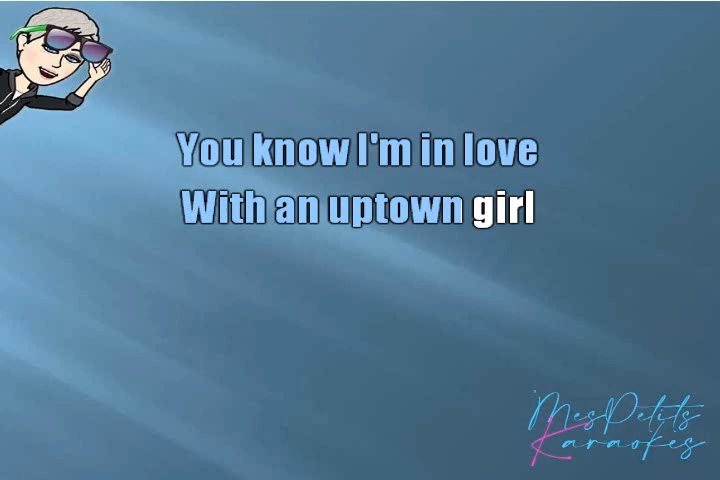 You know I'm in love
With an uptown girl
MesPetits
Karaokes